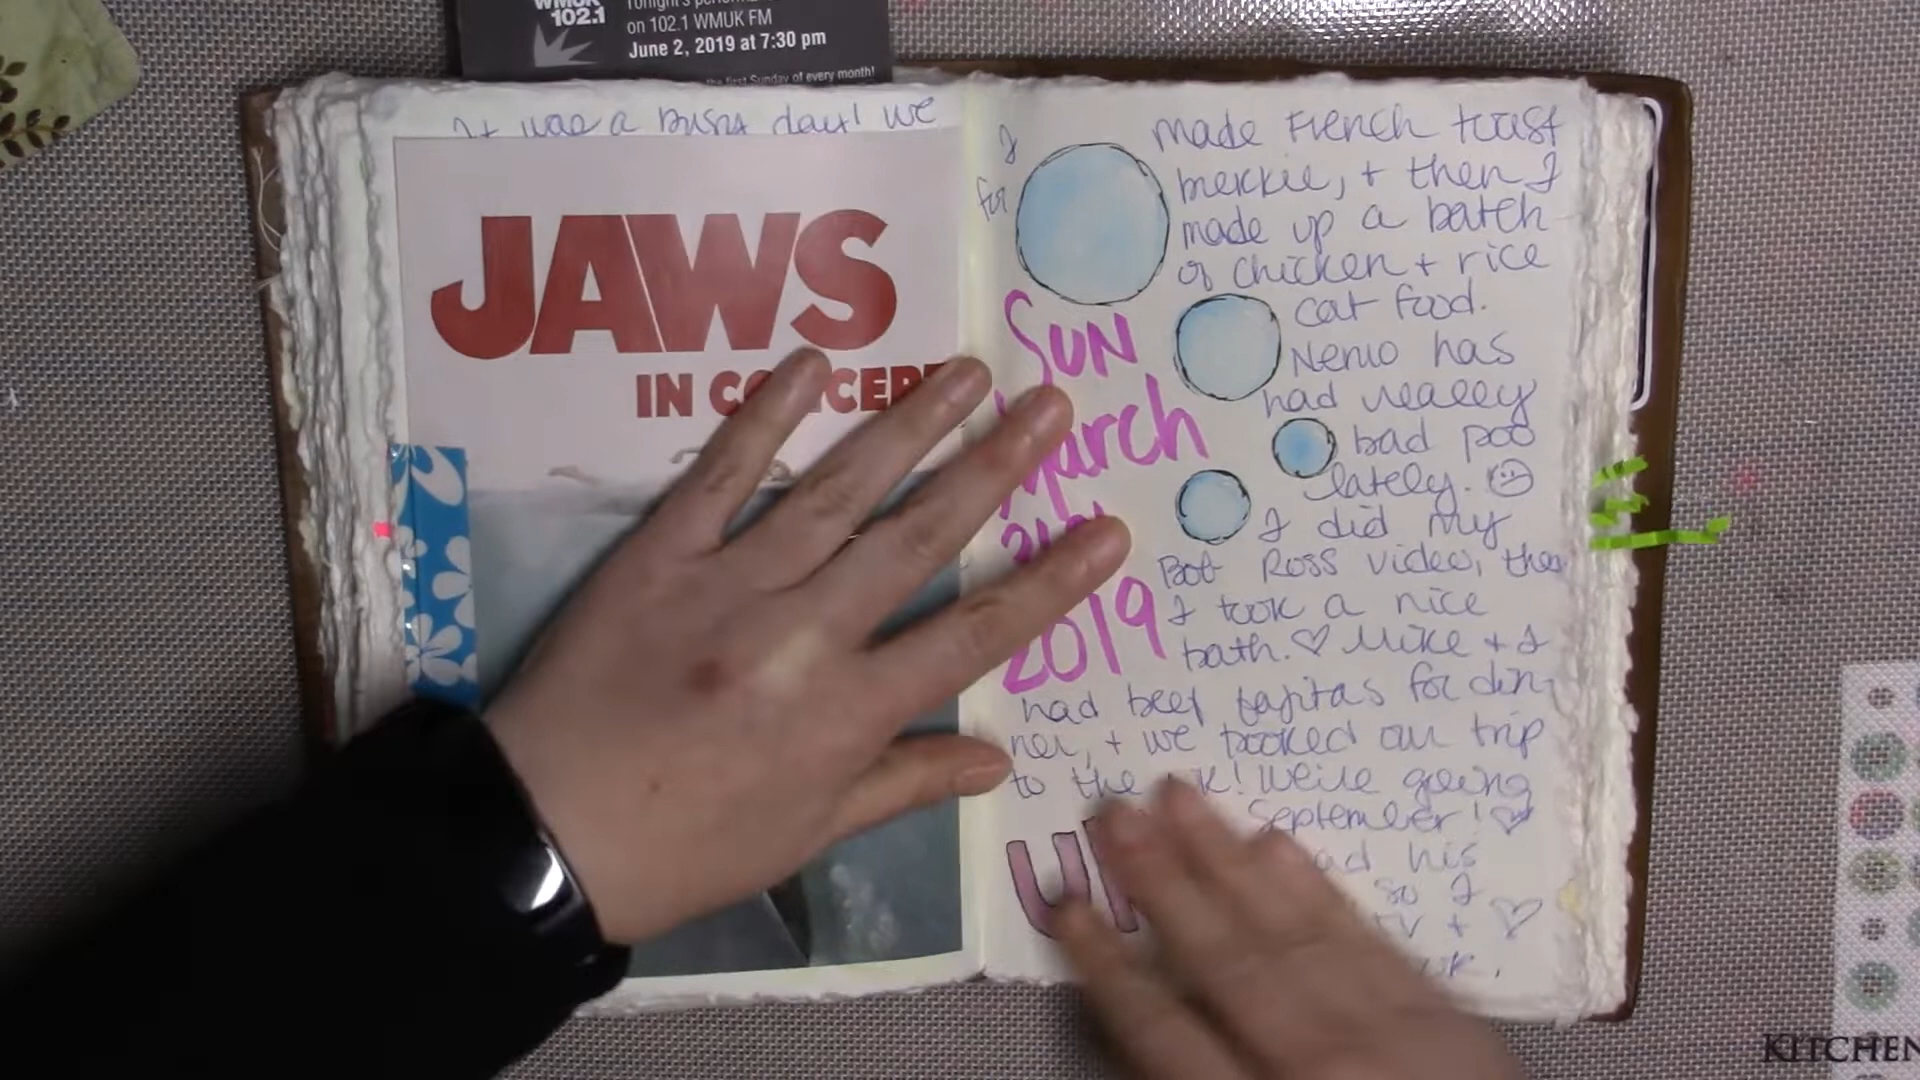 WMUK
102.1
Tonight's
on 102.1 WMUK FM
June 2, 2019 at 7:30 pm
the first Sunday of every month!
It was a busy day! we
JAWS
IN CONCERT
I made French toast
for brekkie, + then I
made up a batch
of chicken + rice
cat food.
Nemo has
had really
bad poo
lately.
I did my
Bob Ross video, then
I took a nice
bath. ♡ Mike + I
had beef fajitas for din
ner, + we booked our trip
to the UK! We're going
September! ♡
had his
so I
TV + ♡
Sun
March
2019
KITCHEN